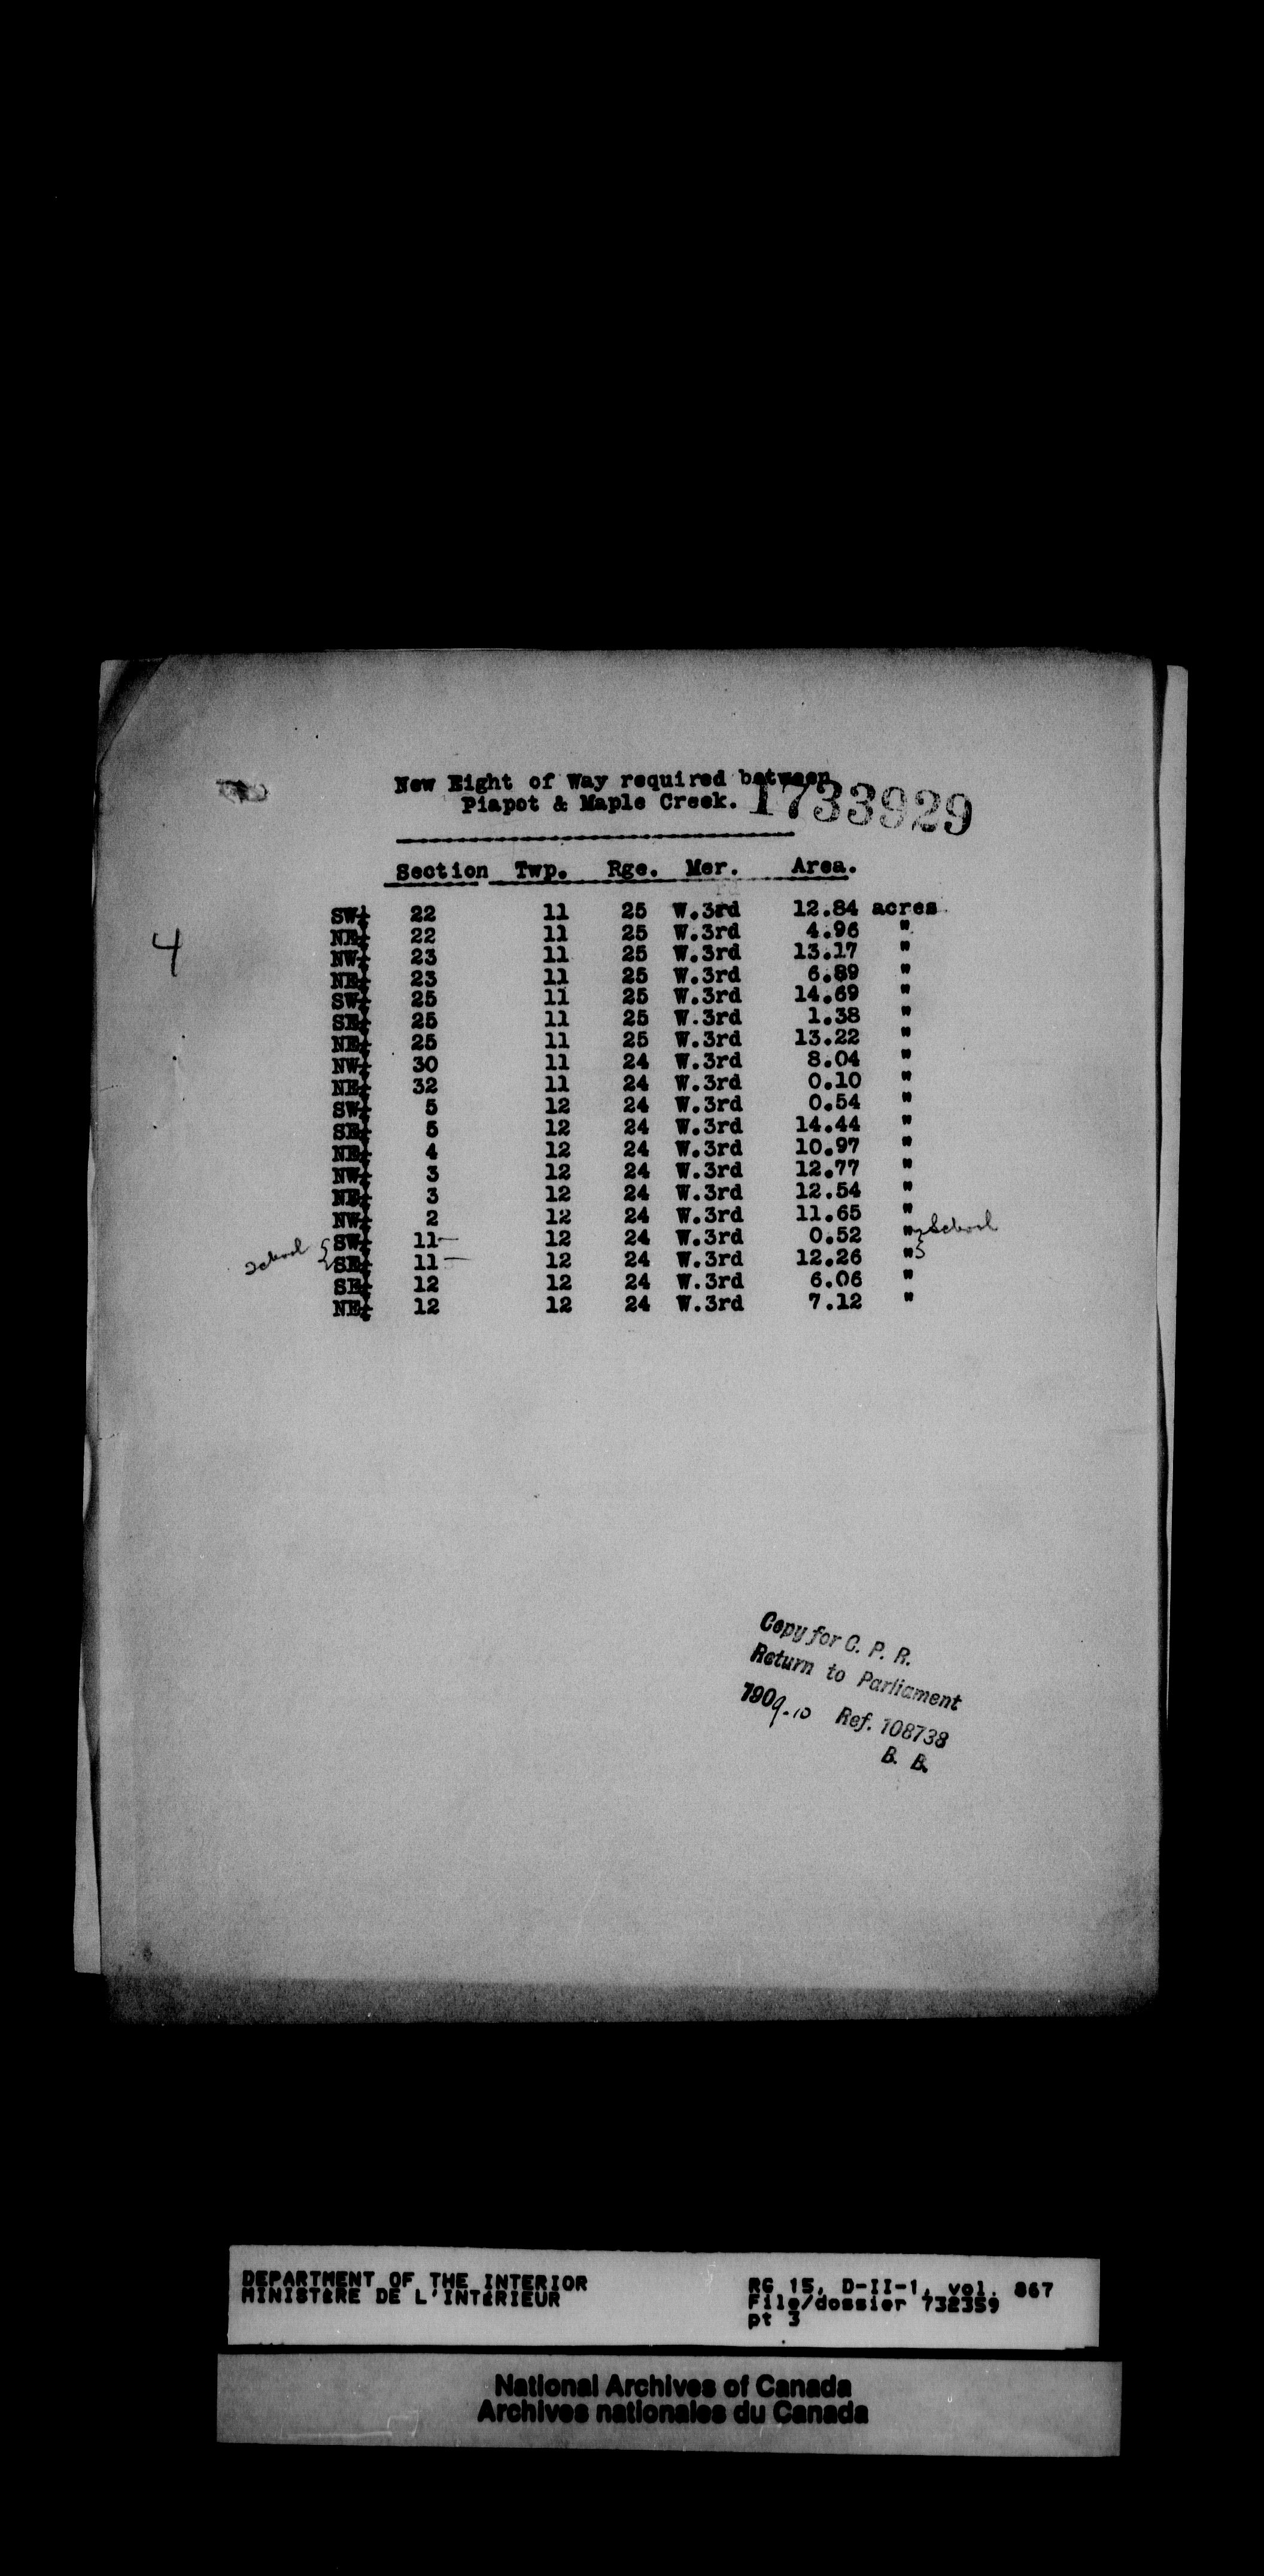 New Right of Way required between
Piapot & Maple Creek.
1733929
Section Twp. Rge. Mer. Area.
SW¼ 22 11 25 W.3rd 12.84 acres
NE¼ 22 11 25 W.3rd 4.96 "
4
NW¼ 23 11 25 W.3rd 13.17 "
NE¼ 23 11 25 W.3rd 6.89 "
SW¼ 25 11 25 W.3rd 14.69 "
SE¼ 25 11 25 W.3rd 1.38 "
NE¼ 25 11 25 W.3rd 13.22 "
NW¼ 30 11 24 W.3rd 8.04 "
NE¼ 32 11 24 W.3rd 0.10 "
SW¼ 5 12 24 W.3rd 0.54 "
SE¼ 5 12 24 W.3rd 14.44 "
NE¼ 4 12 24 W.3rd 10.97 "
NW¼ 3 12 24 W.3rd 12.77 "
NE¼ 3 12 24 W.3rd 12.54 "
NW¼ 2 12 24 W.3rd 11.65 "
school { SW¼ 11 12 24 W.3rd 0.52 " } School
SE¼ 11 12 24 W.3rd 12.26 "
SE¼ 12 12 24 W.3rd 6.06 "
NE¼ 12 12 24 W.3rd 7.12 "
Copy for C. P. R.
Return to Parliament
1909-10 Ref. 108738
B. B.
DEPARTMENT OF THE INTERIOR
MINISTÈRE DE L'INTÉRIEUR
RG 15, D-II-1, vol. 867
File/dossier 732359
pt 3
National Archives of Canada
Archives nationales du Canada